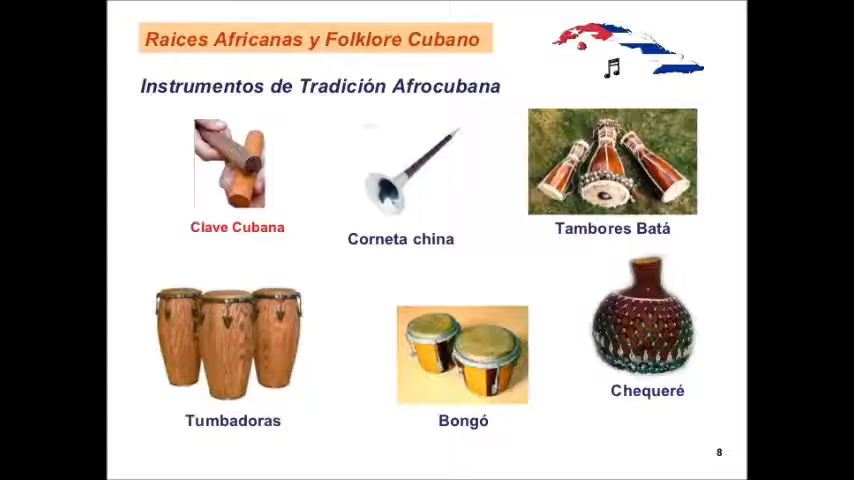 Raices Africanas y Folklore Cubano
Instrumentos de Tradición Afrocubana
Clave Cubana
Corneta china
Tambores Batá
Tumbadoras
Bongó
Chequeré
8